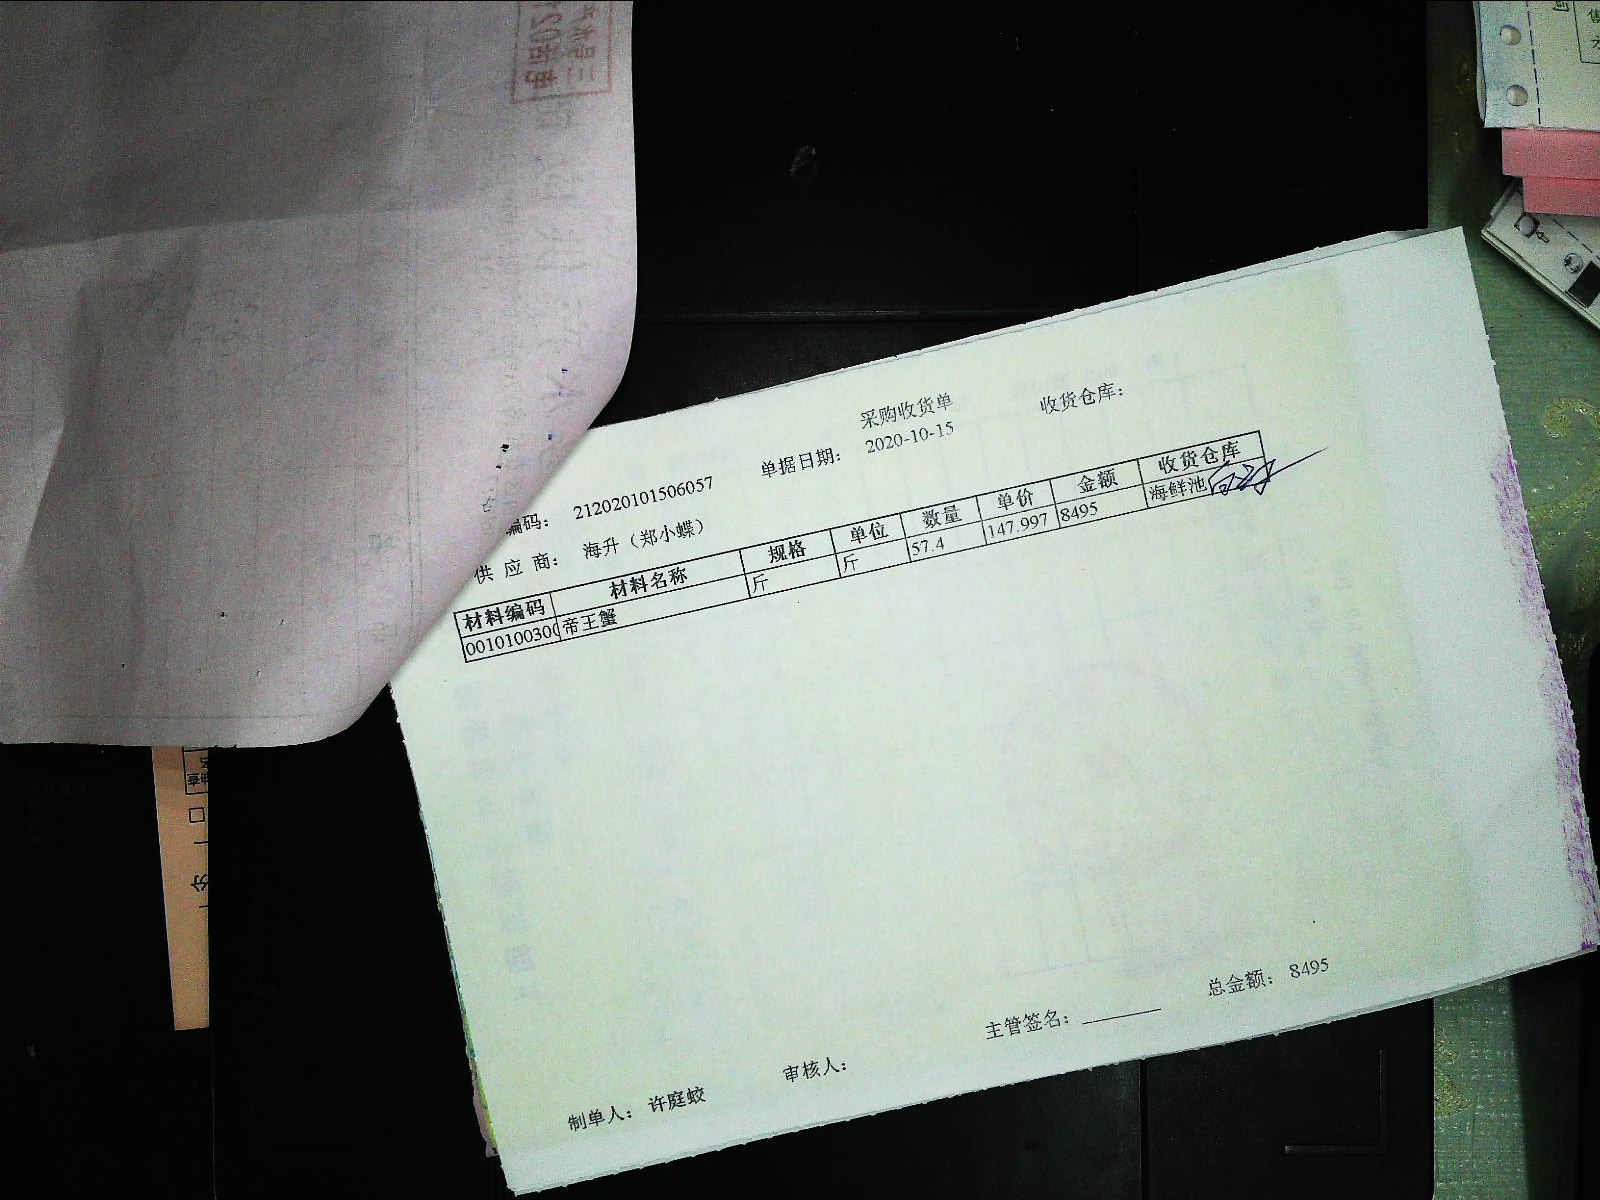 采购收货单
编码： 212020101506057 单据日期： 2020-10-15 收货仓库：
供 应 商： 海升（郑小蝶）
材料编码 材料名称 规格 单位 数量 单价 金额 收货仓库
001010030 帝王蟹 斤 斤 57.4 147.997 8495 海鲜池
总金额： 8495
主管签名：
审核人：
制单人： 许庭蛟